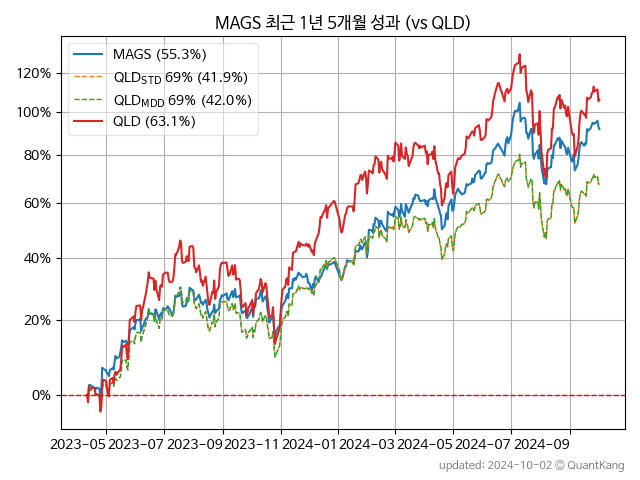 MAGS 최근 1년 5개월 성과 (vs QLD)
MAGS (55.3%)
QLD_STD 69% (41.9%)
QLD_MDD 69% (42.0%)
QLD (63.1%)
120%
100%
80%
60%
40%
20%
0%
2023-05 2023-07 2023-09 2023-11 2024-01 2024-03 2024-05 2024-07 2024-09
updated: 2024-10-02 © QuantKang